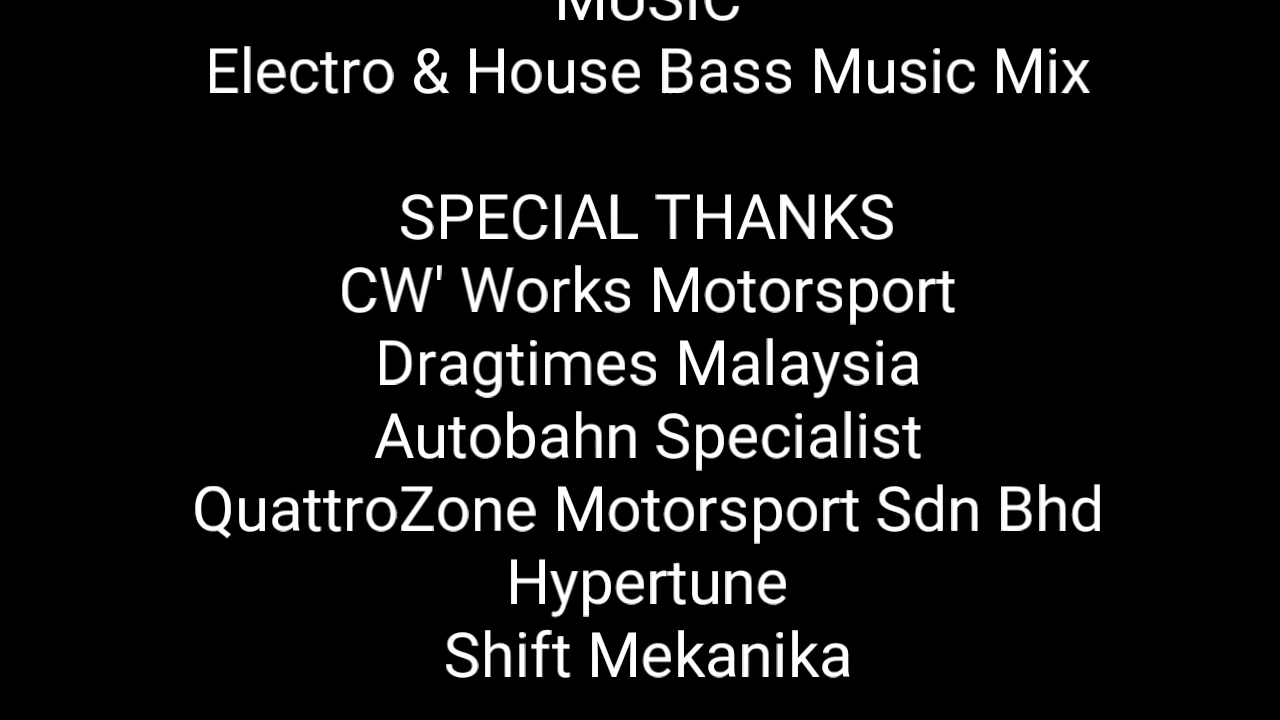 MUSIC
Electro & House Bass Music Mix
SPECIAL THANKS
CW' Works Motorsport
Dragtimes Malaysia
Autobahn Specialist
QuattroZone Motorsport Sdn Bhd
Hypertune
Shift Mekanika